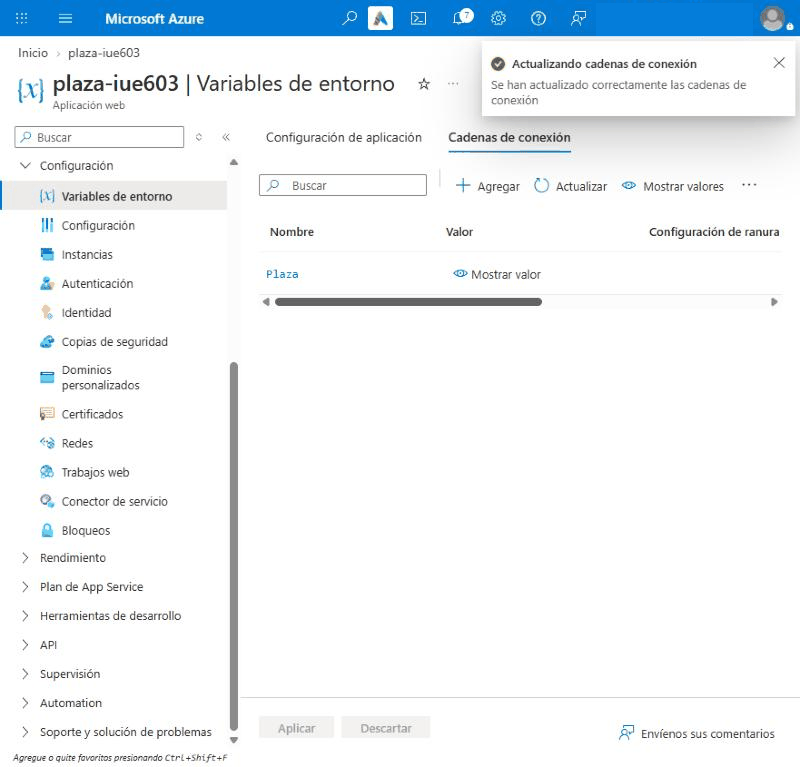 Microsoft Azure
7
Inicio > plaza-iue603
{x} plaza-iue603 | Variables de entorno
Aplicación web
Actualizando cadenas de conexión
Se han actualizado correctamente las cadenas de
conexión
Buscar
Configuración
Variables de entorno
Configuración
Instancias
Autenticación
Identidad
Copias de seguridad
Dominios
personalizados
Certificados
Redes
Trabajos web
Conector de servicio
Bloqueos
Rendimiento
Plan de App Service
Herramientas de desarrollo
API
Supervisión
Automation
Soporte y solución de problemas
Agregue o quite favoritos presionando Ctrl+Shift+F
Configuración de aplicación Cadenas de conexión
Buscar Agregar Actualizar Mostrar valores ...
Nombre Valor Configuración de ranura
Plaza Mostrar valor
Aplicar Descartar Envíenos sus comentarios